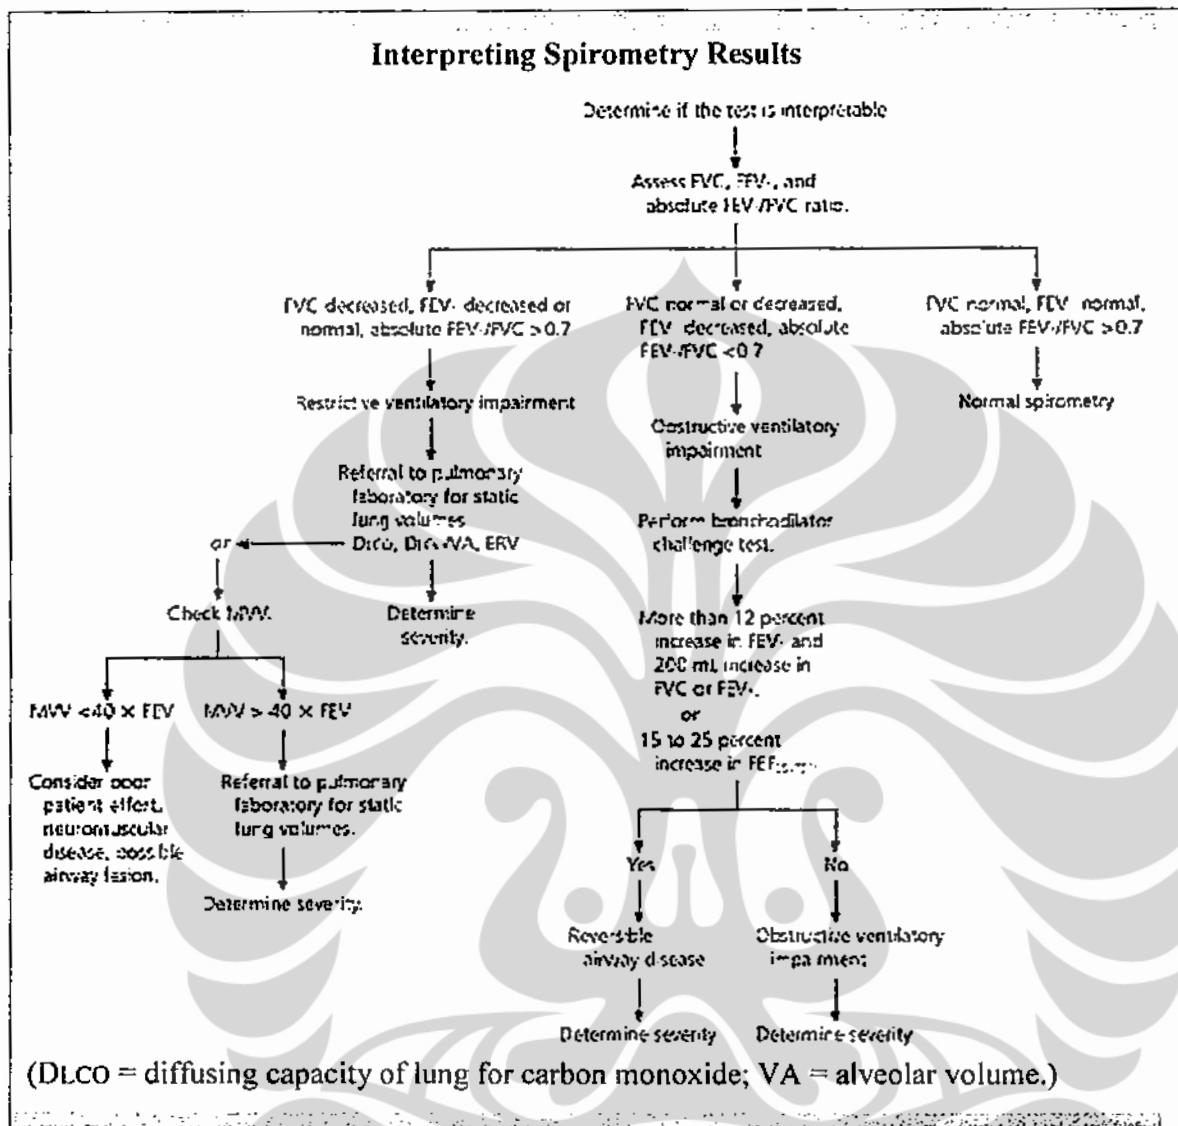 Interpreting Spirometry Results
Determine if the test is interpretable
Assess FVC, FEV₁, and
absolute FEV₁/FVC ratio.
FVC decreased, FEV₁ decreased or
normal, absolute FEV₁/FVC >0.7
FVC normal or decreased,
FEV₁ decreased, absolute
FEV₁/FVC <0.7
FVC normal, FEV₁ normal,
absolute FEV₁/FVC >0.7
Restrictive ventilatory impairment
Obstructive ventilatory
impairment
Normal spirometry
Referral to pulmonary
laboratory for static
lung volumes
DLCO, DLCO/VA, ERV
or
Perform bronchodilator
challenge test.
Check MVV.
Determine
severity.
More than 12 percent
increase in FEV₁ and
200 mL increase in
FVC or FEV₁.
or
15 to 25 percent
increase in FEF
MVV <40 × FEV
MVV > 40 × FEV
Consider poor
patient effort,
neuromuscular
disease, possible
airway lesion.
Referral to pulmonary
laboratory for static
lung volumes.
Determine severity.
Yes
No
Reversible
airway disease
Obstructive ventilatory
impairment
Determine severity
Determine severity
(DLCO = diffusing capacity of lung for carbon monoxide; VA = alveolar volume.)